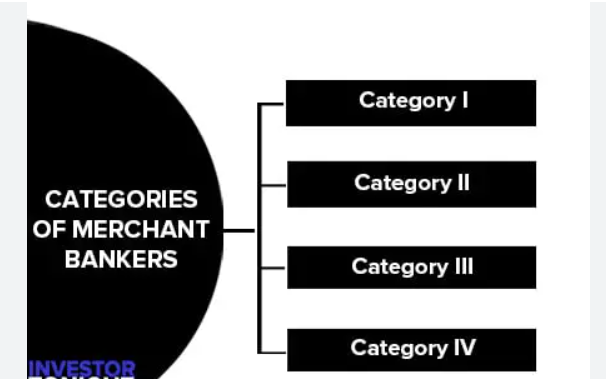 CATEGORIES
OF MERCHANT
BANKERS
Category I
Category II
Category III
Category IV
INVESTOR